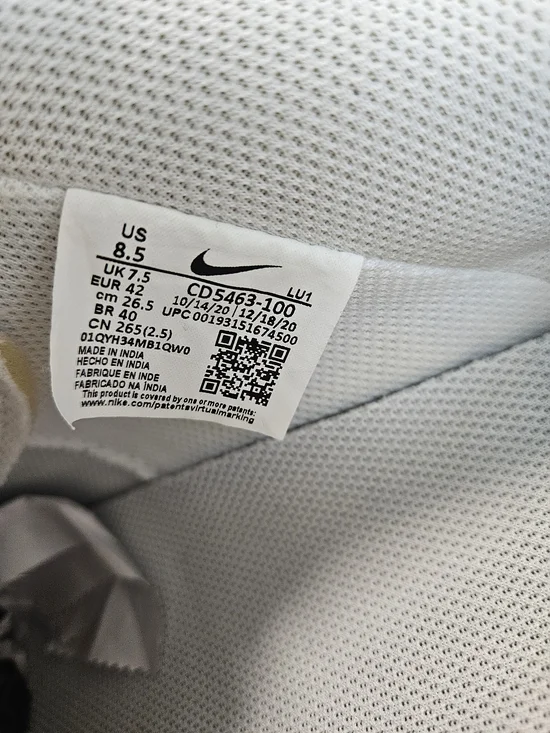 US
8.5
UK 7.5
EUR 42
cm 26.5
BR 40
CN 265(2.5)
LU1
CD5463-100
10/14/20 | 12/18/20
UPC 00193151674500
01QYH34MB1QW0
MADE IN INDIA
HECHO EN INDIA
FABRIQUE EN INDE
FABRICADO NA ÍNDIA
This product is covered by one or more patents:
www.nike.com/patentsvirtualmarking